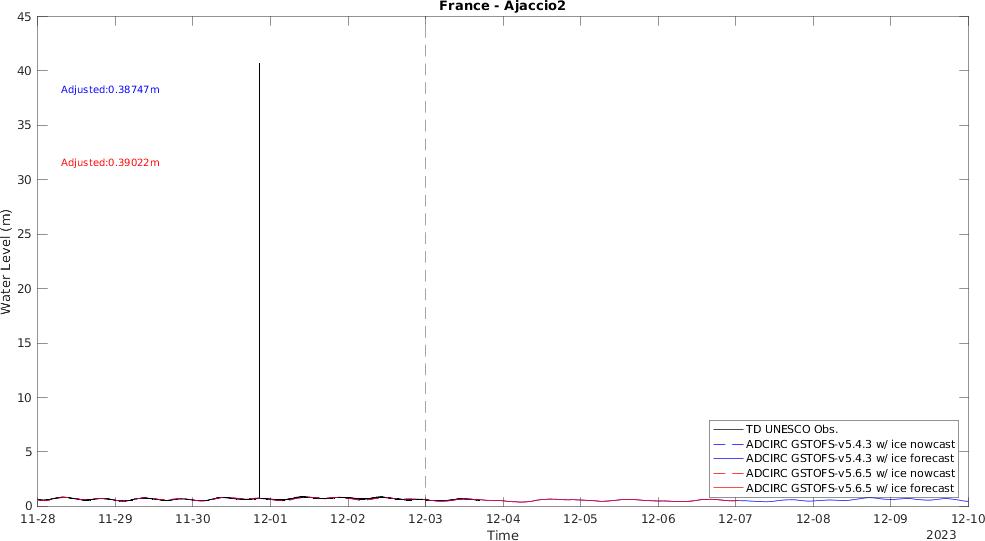 France - Ajaccio2
45
40
35
30
25
20
15
10
5
0
Water Level (m)
Adjusted:0.38747m
Adjusted:0.39022m
TD UNESCO Obs.
ADCIRC GSTOFS-v5.4.3 w/ ice nowcast
ADCIRC GSTOFS-v5.4.3 w/ ice forecast
ADCIRC GSTOFS-v5.6.5 w/ ice nowcast
ADCIRC GSTOFS-v5.6.5 w/ ice forecast
11-28 11-29 11-30 12-01 12-02 12-03 12-04 12-05 12-06 12-07 12-08 12-09 12-10
Time
2023